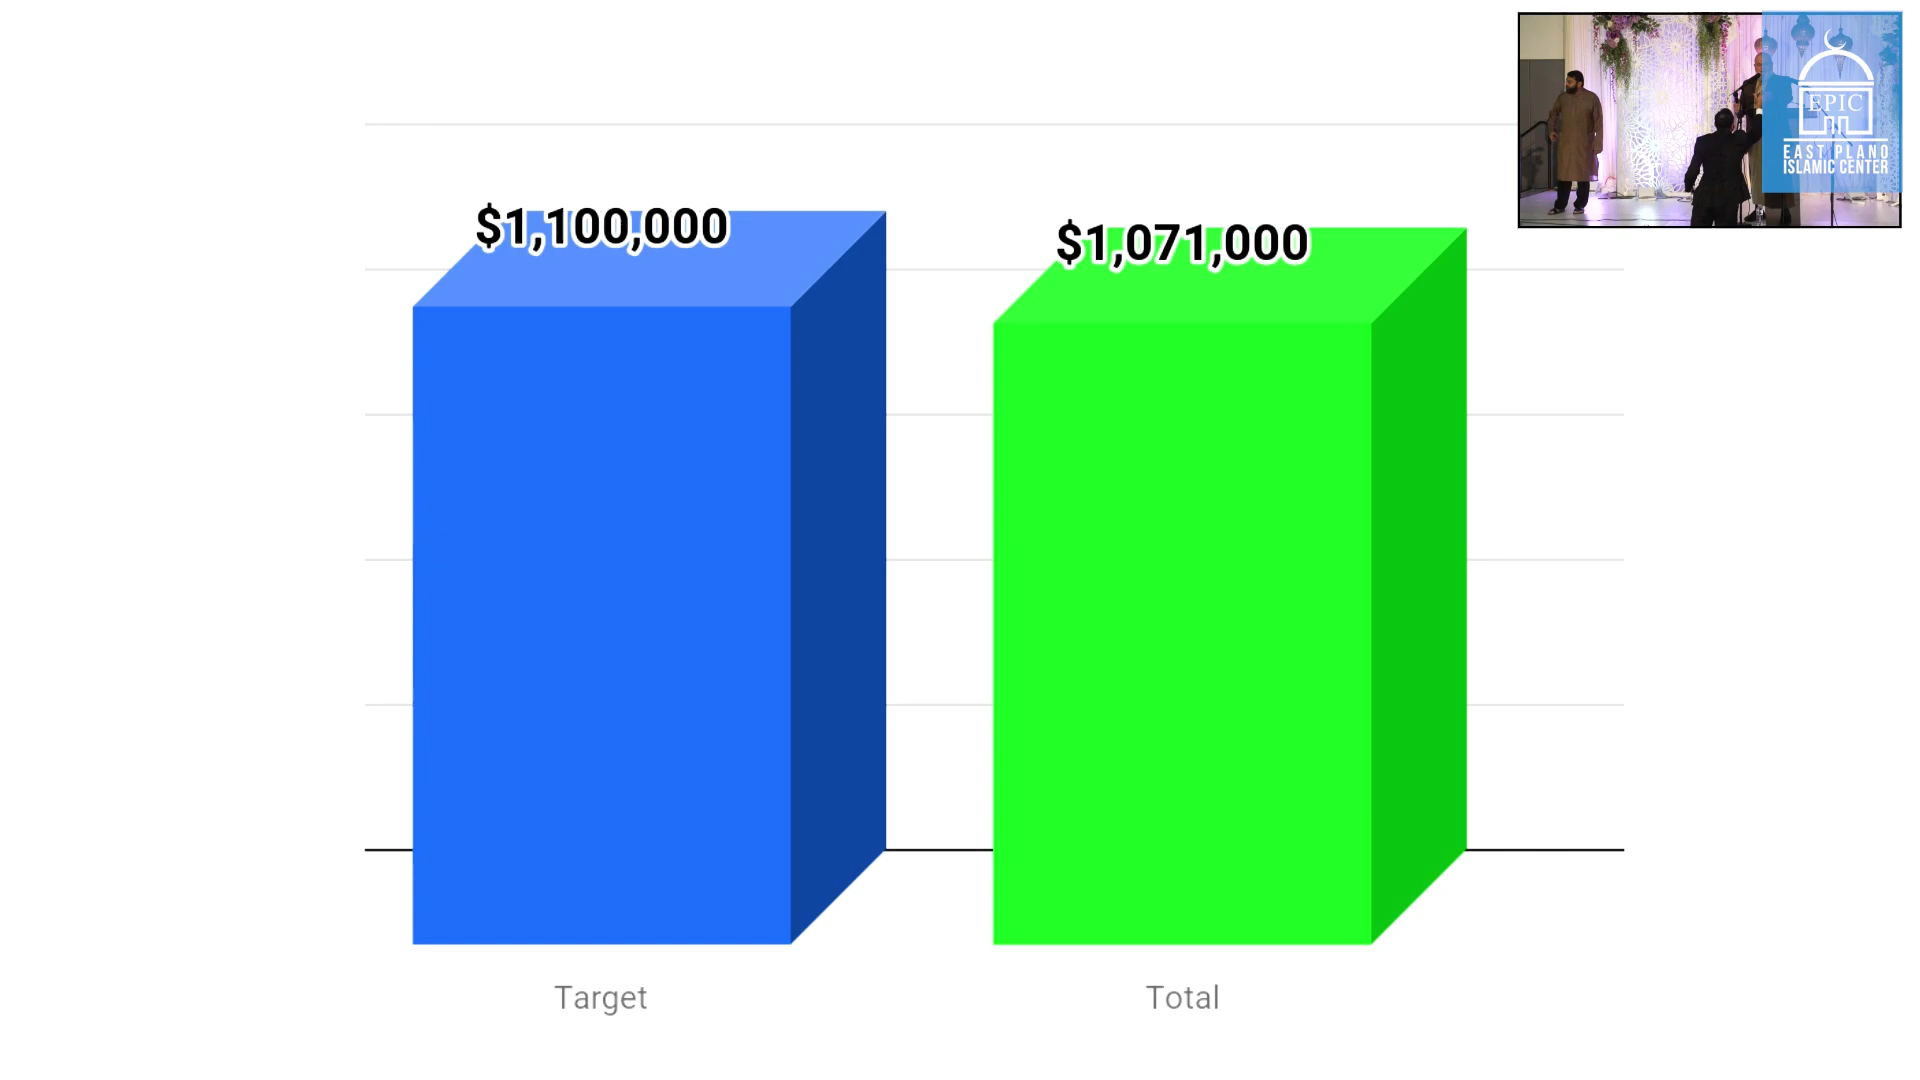 $1,100,000
$1,071,000
Target
Total
EPIC
EAST PLANO
ISLAMIC CENTER